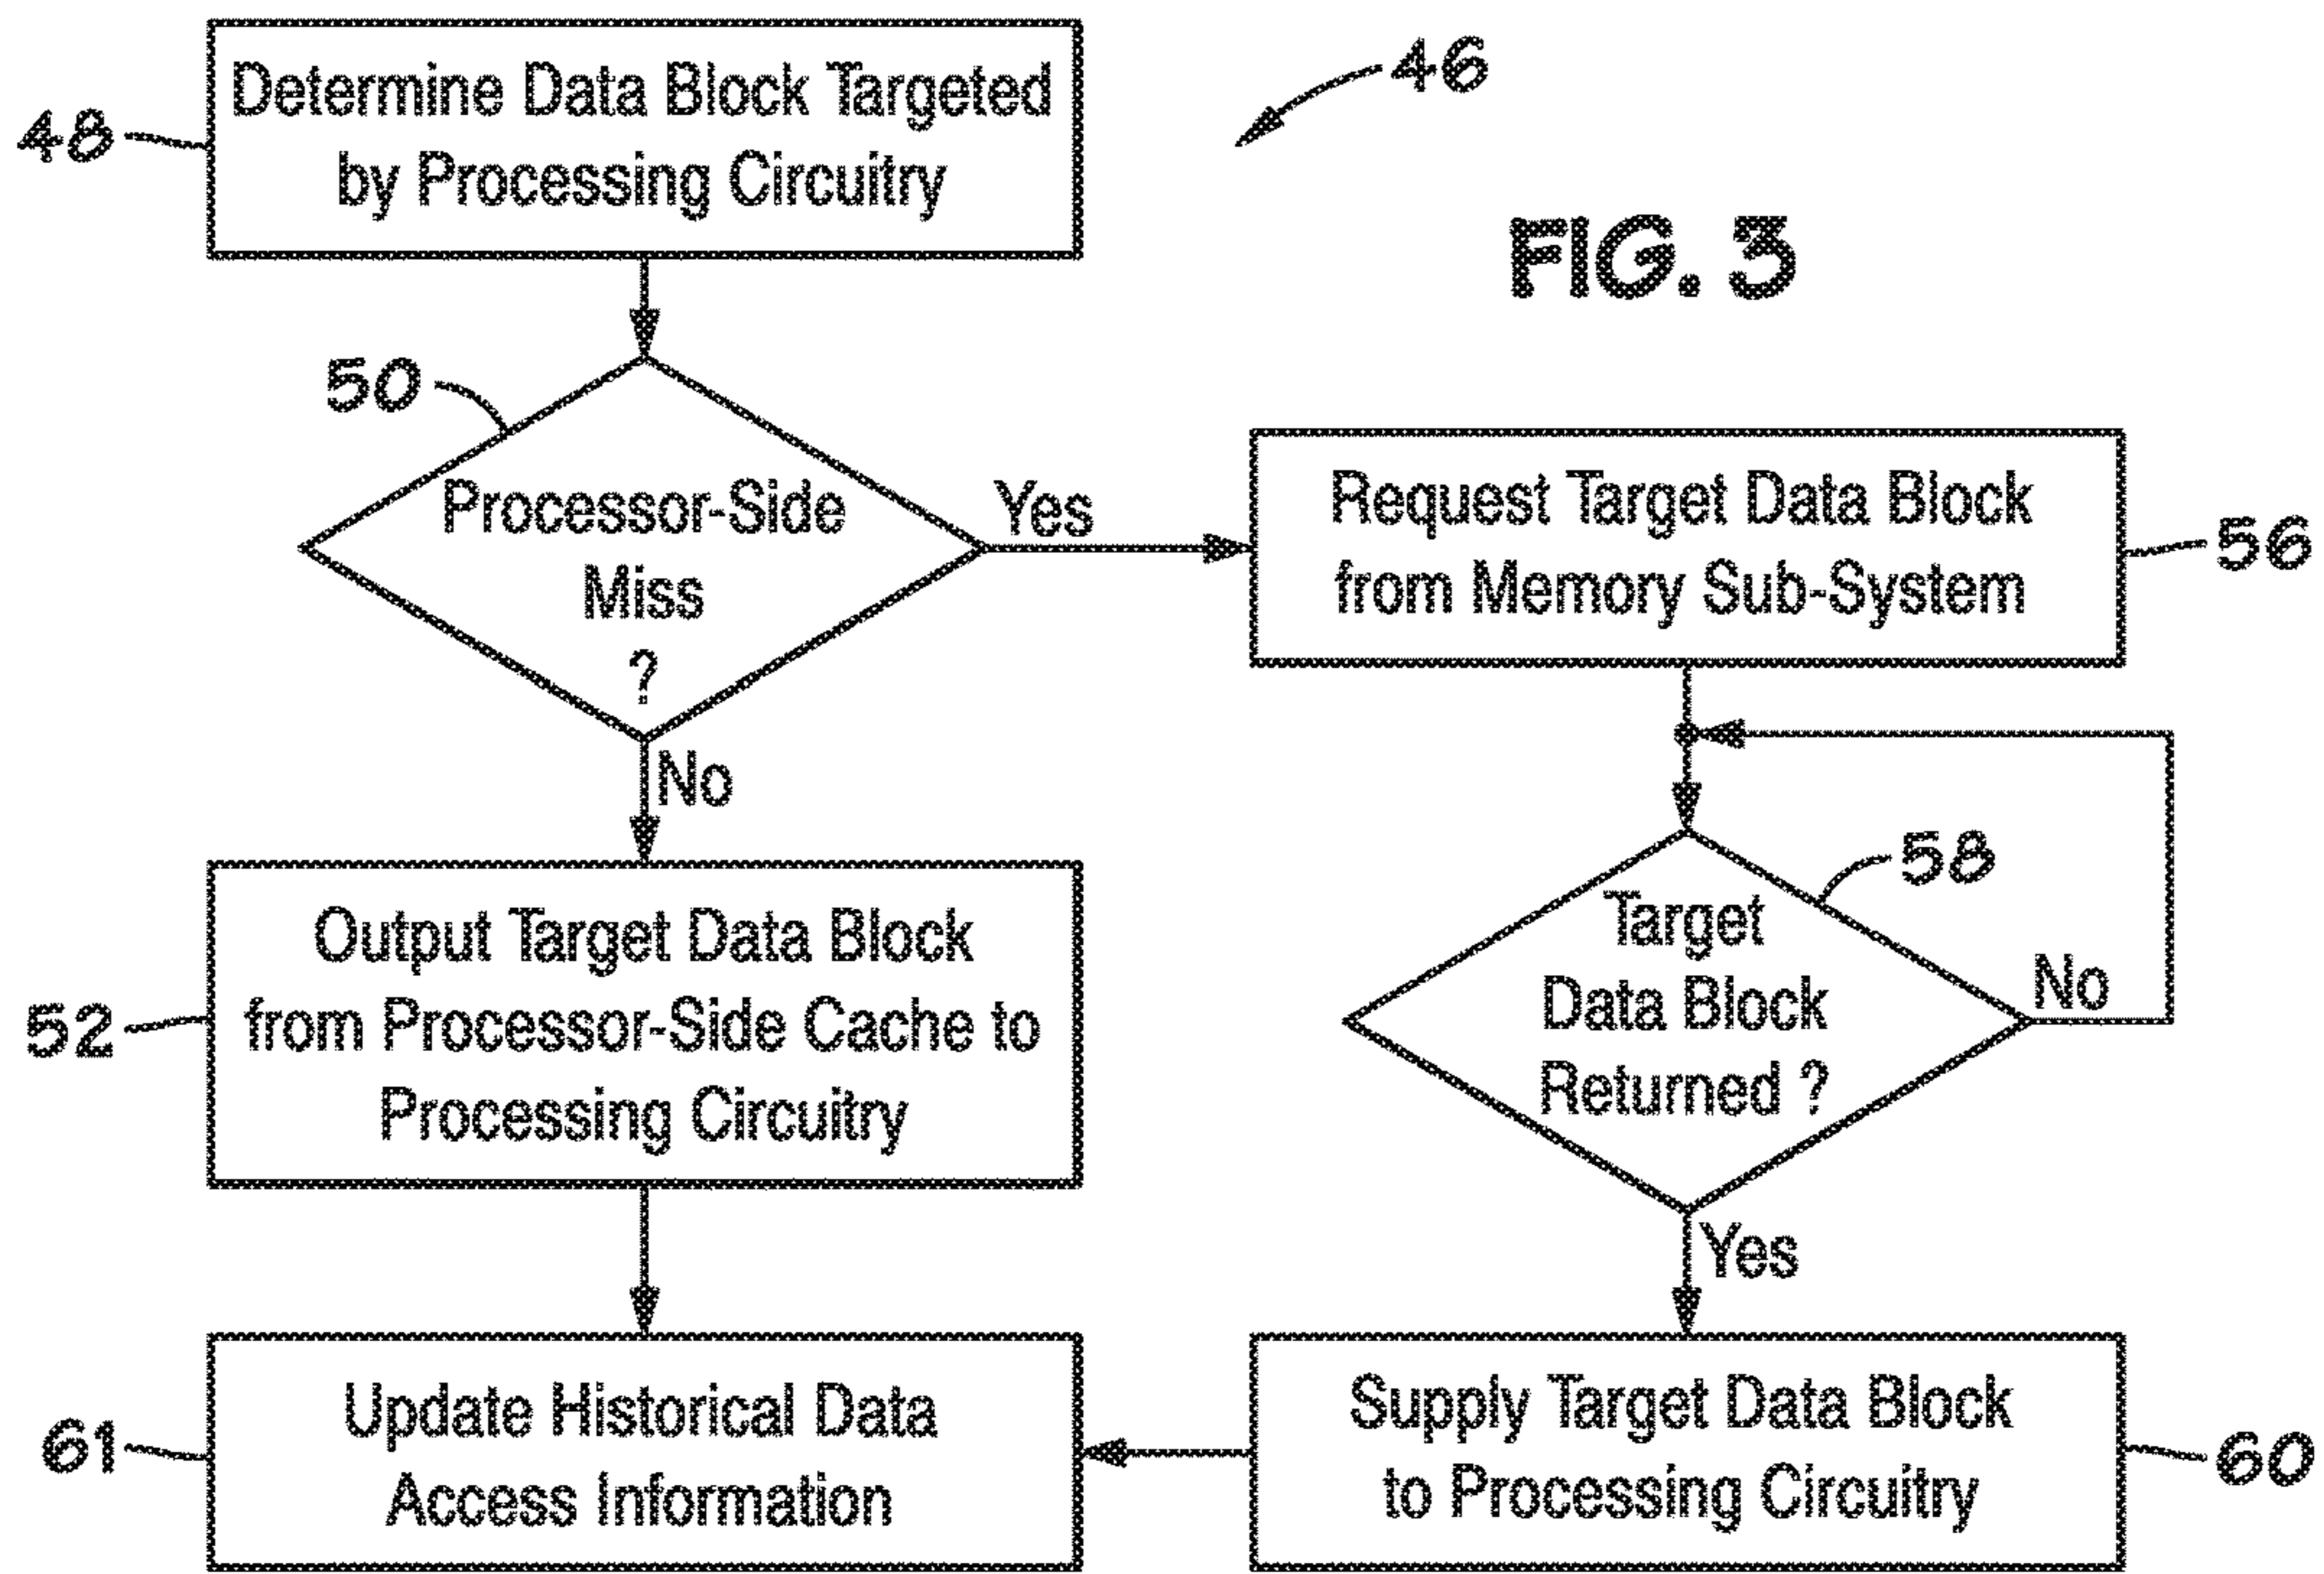 46
FIG. 3
48
Determine Data Block Targeted
by Processing Circuitry
50
Processor-Side
Miss
?
Yes
No
Request Target Data Block
from Memory Sub-System
56
58
Target
Data Block
Returned ?
No
Yes
52
Output Target Data Block
from Processor-Side Cache to
Processing Circuitry
61
Update Historical Data
Access Information
Supply Target Data Block
to Processing Circuitry
60